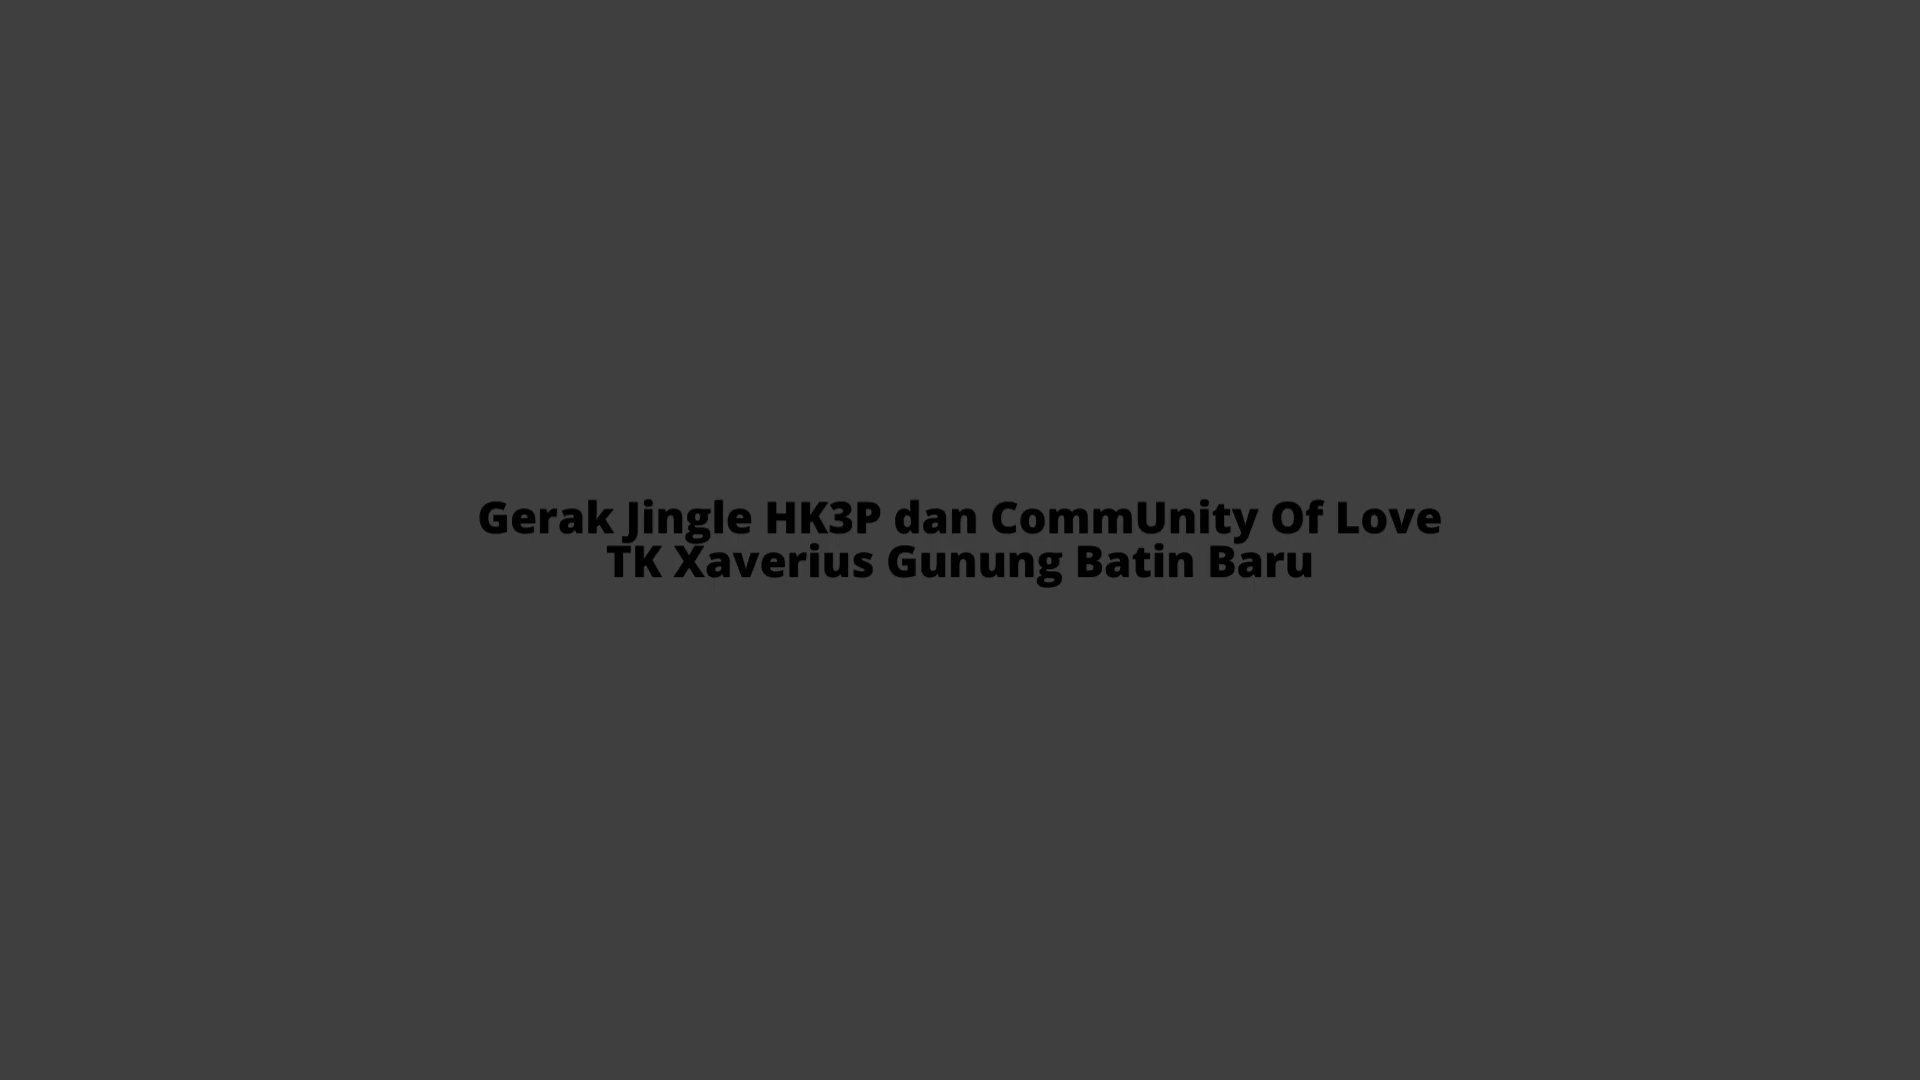 Gerak Jingle HK3P dan CommUnity Of Love
TK Xaverius Gunung Batin Baru